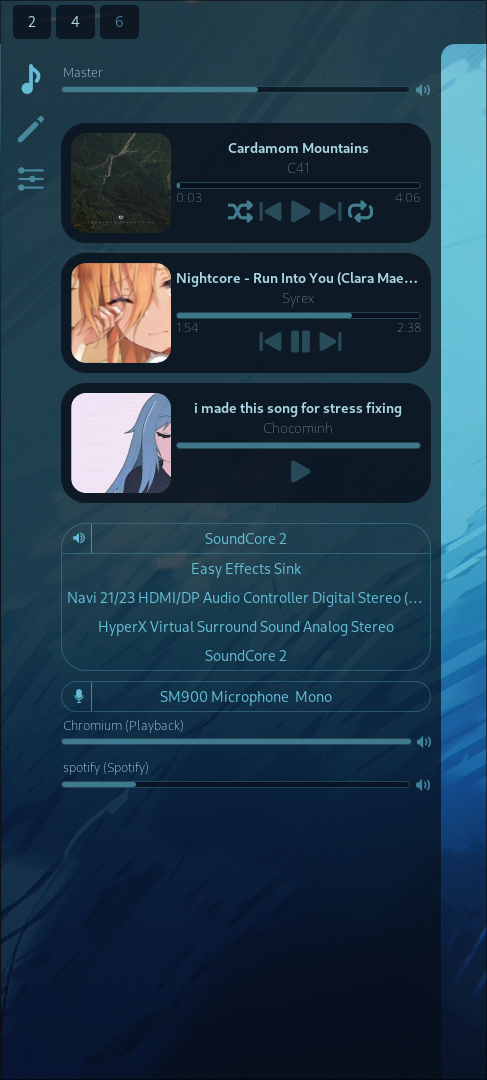 2 4 6
Master
Cardamom Mountains
C41
0:03 4:06
Nightcore - Run Into You (Clara Mae...
Syrex
1:54 2:38
i made this song for stress fixing
Chocominh
SoundCore 2
Easy Effects Sink
Navi 21/23 HDMI/DP Audio Controller Digital Stereo (...
HyperX Virtual Surround Sound Analog Stereo
SoundCore 2
SM900 Microphone Mono
Chromium (Playback)
spotify (Spotify)